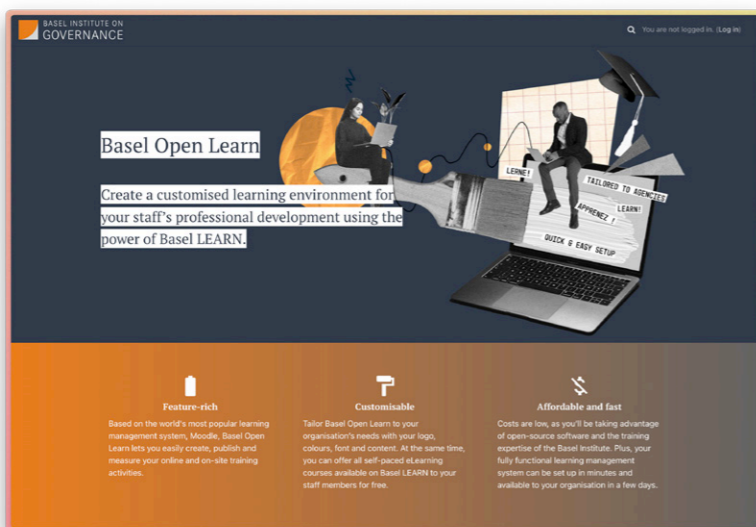 BASEL INSTITUTE ON
GOVERNANCE
You are not logged in. (Log in)
Basel Open Learn
Create a customised learning environment for
your staff's professional development using the
power of Basel LEARN.
LERNE!
TAILORED TO AGENCIES
LEARN!
APPRENEZ !
QUICK & EASY SETUP
Feature-rich
Based on the world's most popular learning
management system, Moodle, Basel Open
Learn lets you easily create, publish and
measure your online and on-site training
activities.
Customisable
Tailor Basel Open Learn to your
organisation's needs with your logo,
colours, font and content. At the same time,
you can offer all self-paced eLearning
courses available on Basel LEARN to your
staff members for free.
Affordable and fast
Costs are low, as you'll be taking advantage
of open-source software and the training
expertise of the Basel Institute. Plus, your
fully functional learning management
system can be set up in minutes and
available to your organisation in a few days.